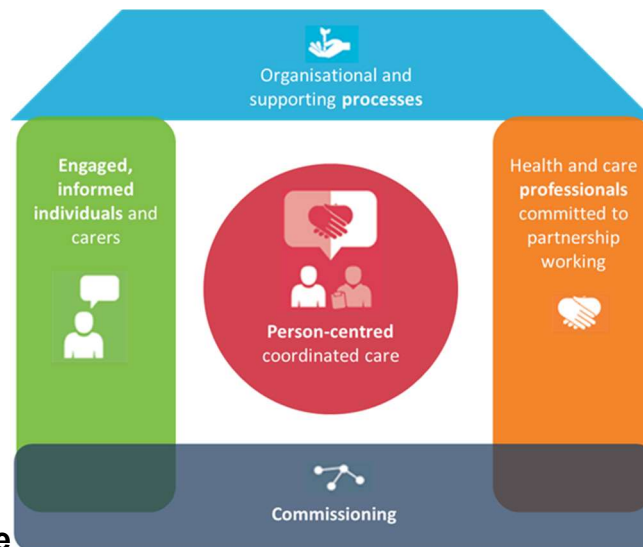 Organisational and
supporting processes
Engaged,
informed
individuals and
carers
Health and care
professionals
committed to
partnership
working
Person-centred
coordinated care
Commissioning
e